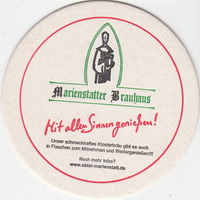 Marienstatter Brauhaus
Mit allen Sinnen genießen!
Unser schmackhaftes Klosterbräu gibt es auch
in Flaschen zum Mitnehmen und Weitergenießen!!!
Noch mehr Infos?
www.abtei-marienstatt.de